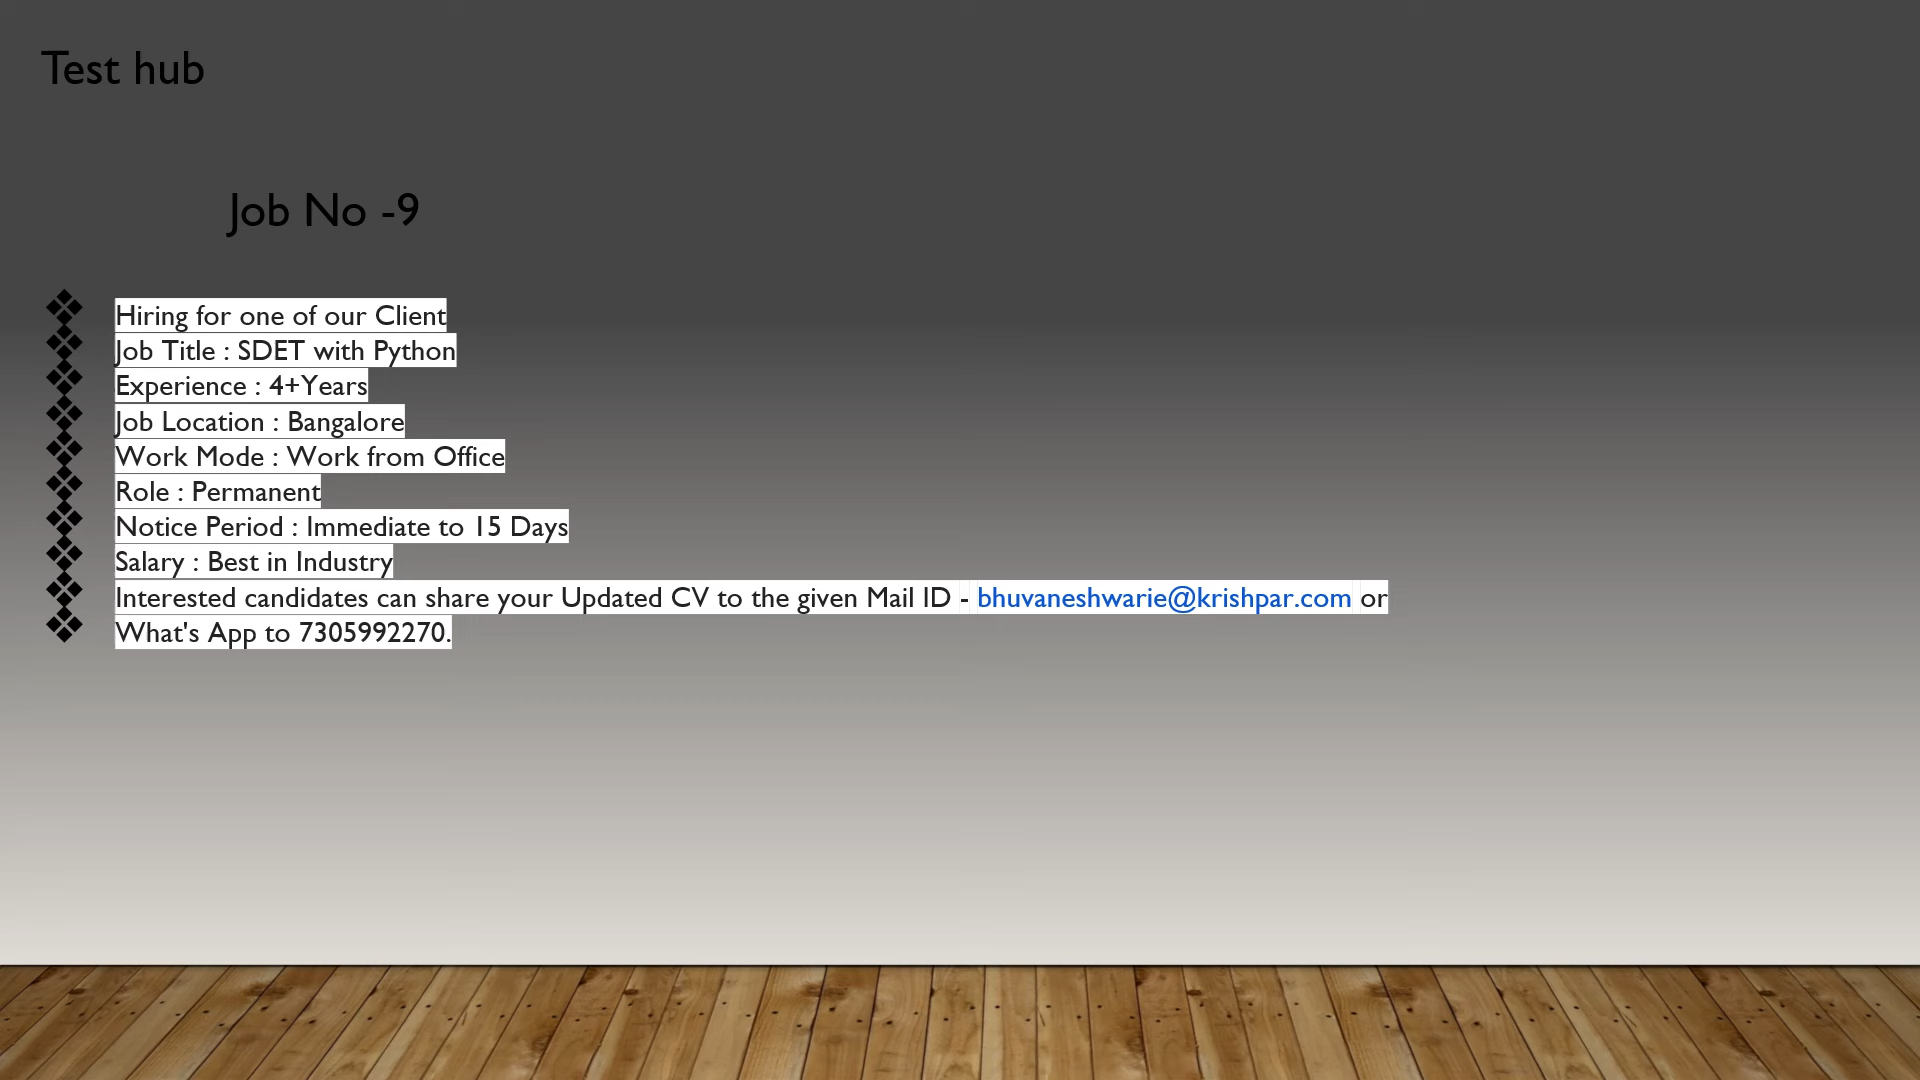 Test hub
Job No -9
Hiring for one of our Client
Job Title : SDET with Python
Experience : 4+Years
Job Location : Bangalore
Work Mode : Work from Office
Role : Permanent
Notice Period : Immediate to 15 Days
Salary : Best in Industry
Interested candidates can share your Updated CV to the given Mail ID - bhuvaneshwarie@krishpar.com or
What's App to 7305992270.